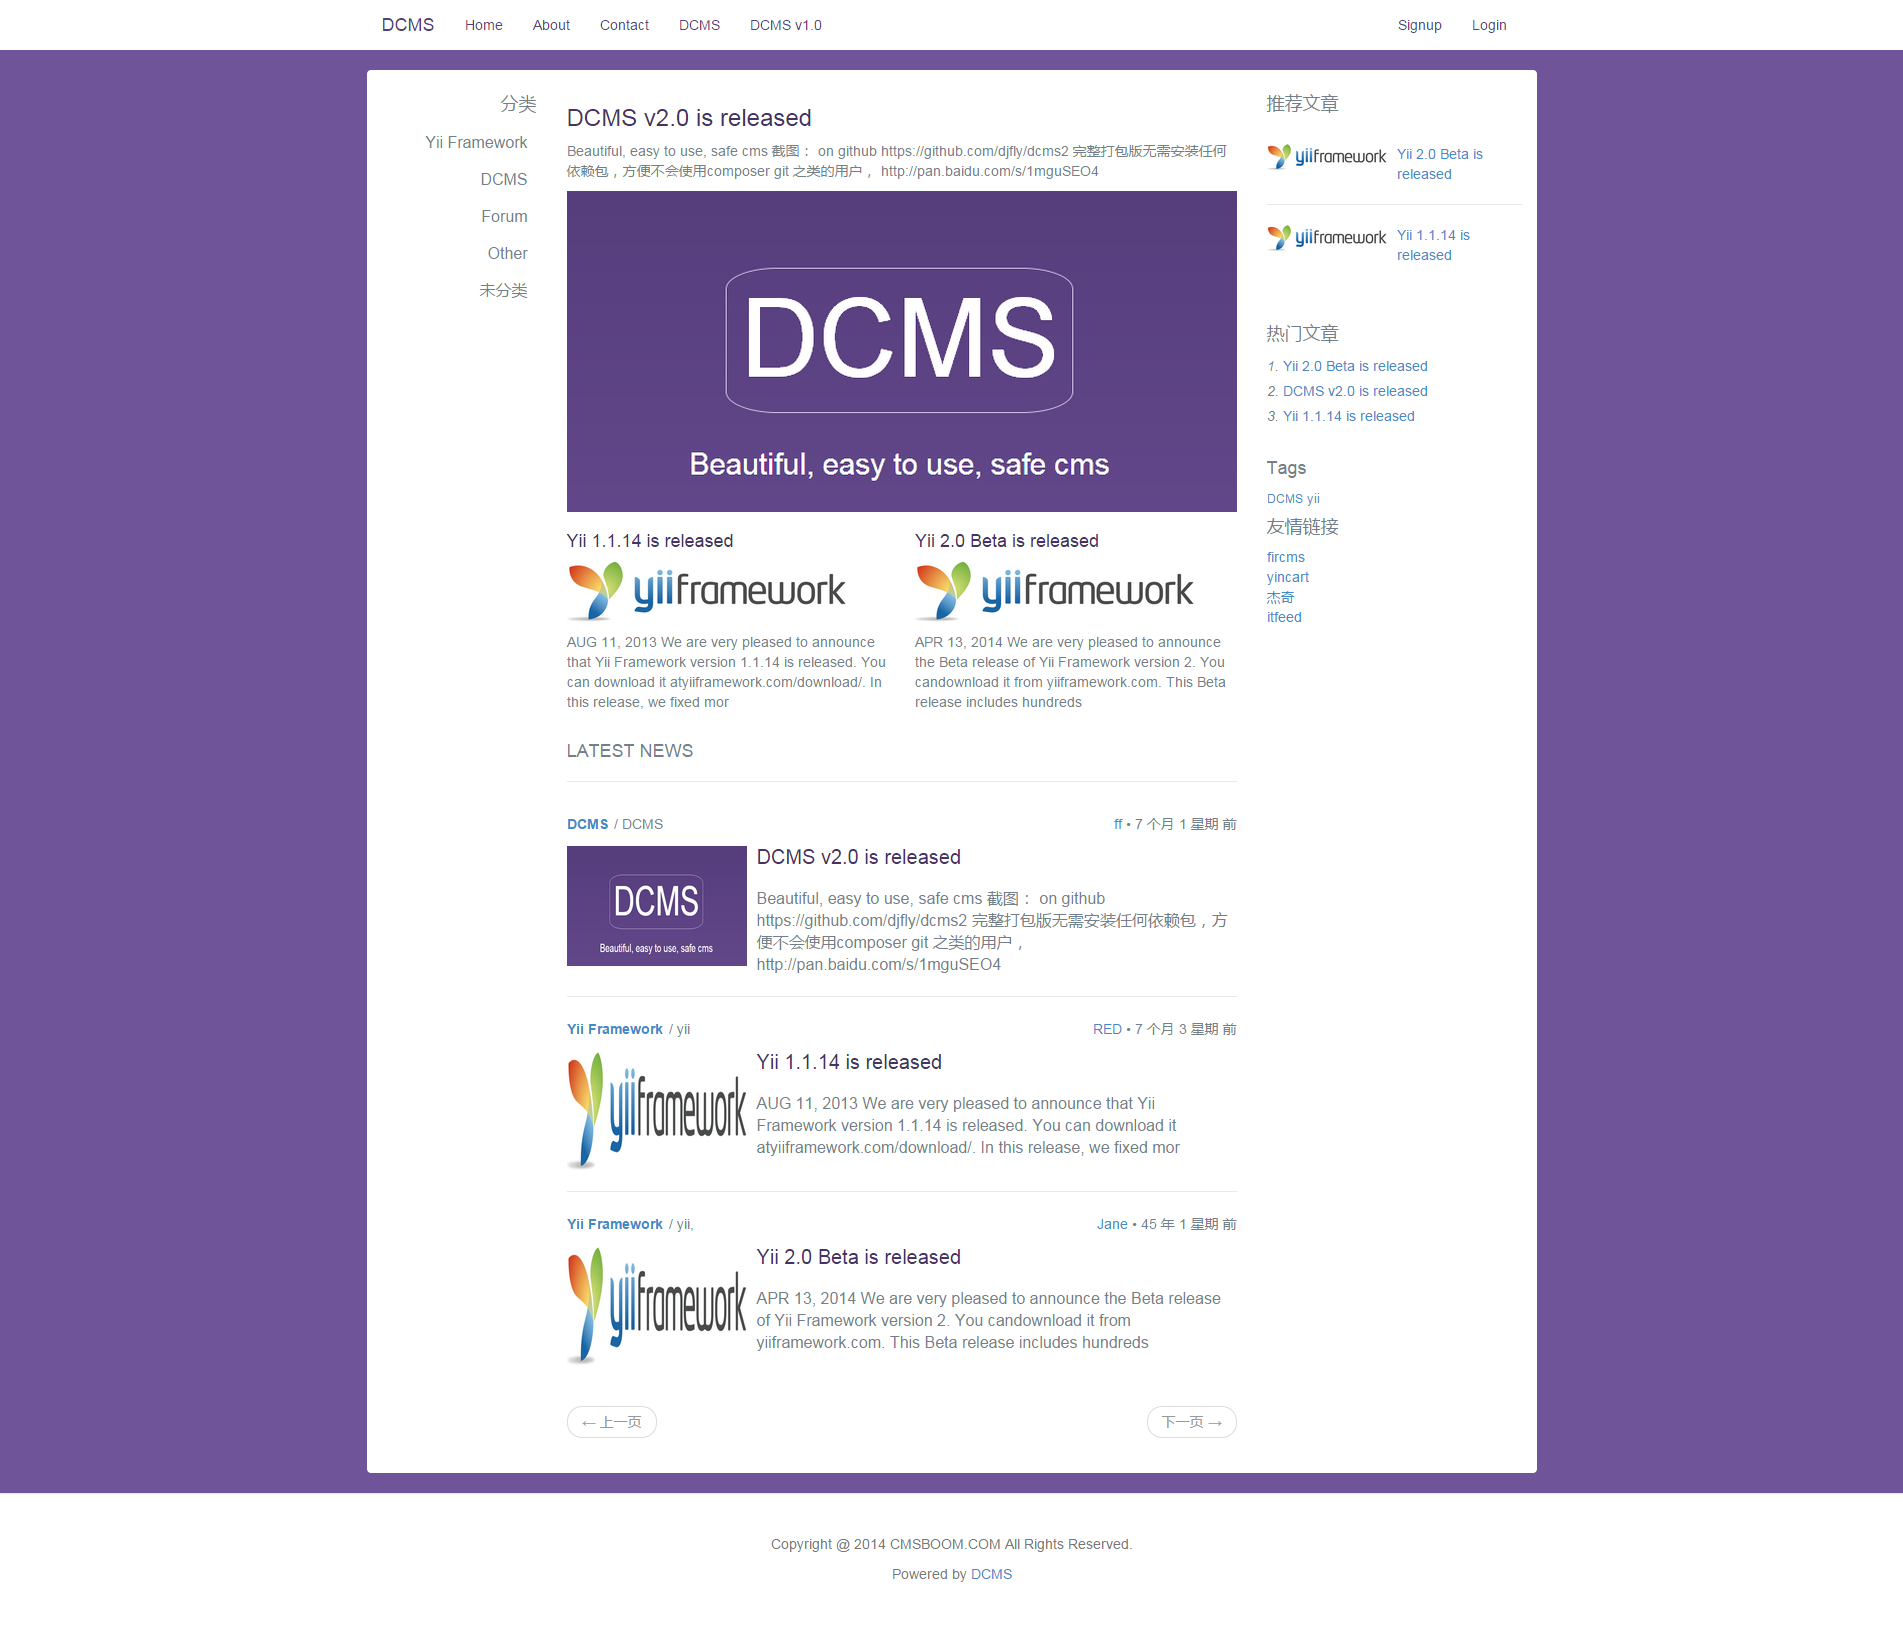 DCMS Home About Contact DCMS DCMS v1.0 Signup Login
分类
Yii Framework
DCMS
Forum
Other
未分类
DCMS v2.0 is released
Beautiful, easy to use, safe cms 截图： on github https://github.com/djfly/dcms2 完整打包版无需安装任何
依赖包，方便不会使用composer git 之类的用户， http://pan.baidu.com/s/1mguSEO4
DCMS
Beautiful, easy to use, safe cms
Yii 1.1.14 is released
yiiframework
AUG 11, 2013 We are very pleased to announce
that Yii Framework version 1.1.14 is released. You
can download it atyiiframework.com/download/. In
this release, we fixed mor
Yii 2.0 Beta is released
yiiframework
APR 13, 2014 We are very pleased to announce
the Beta release of Yii Framework version 2. You
candownload it from yiiframework.com. This Beta
release includes hundreds
LATEST NEWS
DCMS / DCMS
ff • 7 个月 1 星期 前
DCMS
Beautiful, easy to use, safe cms
DCMS v2.0 is released
Beautiful, easy to use, safe cms 截图： on github
https://github.com/djfly/dcms2 完整打包版无需安装任何依赖包，方
便不会使用composer git 之类的用户，
http://pan.baidu.com/s/1mguSEO4
Yii Framework / yii
RED • 7 个月 3 星期 前
yiiframework
Yii 1.1.14 is released
AUG 11, 2013 We are very pleased to announce that Yii
Framework version 1.1.14 is released. You can download it
atyiiframework.com/download/. In this release, we fixed mor
Yii Framework / yii,
Jane • 45 年 1 星期 前
yiiframework
Yii 2.0 Beta is released
APR 13, 2014 We are very pleased to announce the Beta release
of Yii Framework version 2. You candownload it from
yiiframework.com. This Beta release includes hundreds
← 上一页
下一页 →
推荐文章
yiiframework
Yii 2.0 Beta is
released
yiiframework
Yii 1.1.14 is
released
热门文章
1. Yii 2.0 Beta is released
2. DCMS v2.0 is released
3. Yii 1.1.14 is released
Tags
DCMS yii
友情链接
fircms
yincart
杰奇
itfeed
Copyright @ 2014 CMSBOOM.COM All Rights Reserved.
Powered by DCMS